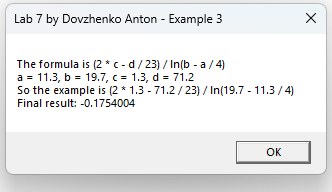 Lab 7 by Dovzhenko Anton - Example 3
The formula is (2 * c - d / 23) / ln(b - a / 4)
a = 11.3, b = 19.7, c = 1.3, d = 71.2
So the example is (2 * 1.3 - 71.2 / 23) / ln(19.7 - 11.3 / 4)
Final result: -0.1754004
OK